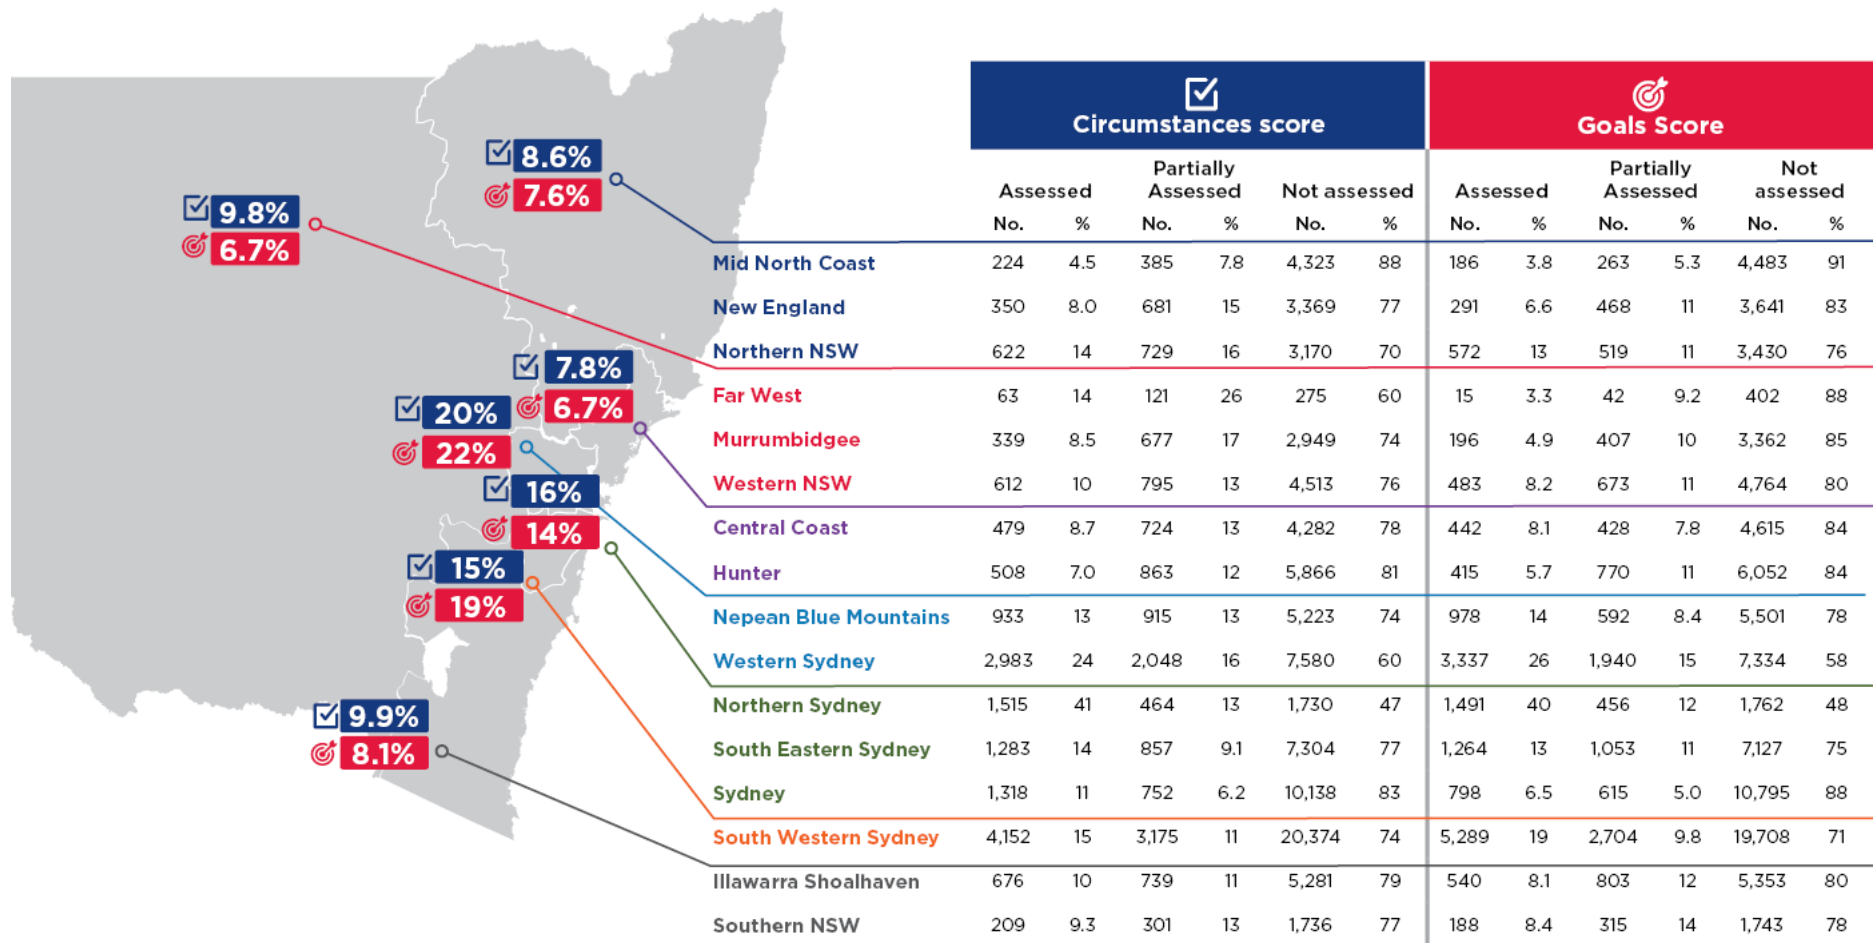 8.6%
7.6%
9.8%
6.7%
7.8%
6.7%
20%
22%
16%
14%
15%
19%
9.9%
8.1%
Circumstances score Goals Score
Partially Partially Not
Assessed Assessed Not assessed Assessed Assessed assessed
No. % No. % No. % No. % No. % No. %
Mid North Coast 224 4.5 385 7.8 4,323 88 186 3.8 263 5.3 4,483 91
New England 350 8.0 681 15 3,369 77 291 6.6 468 11 3,641 83
Northern NSW 622 14 729 16 3,170 70 572 13 519 11 3,430 76
Far West 63 14 121 26 275 60 15 3.3 42 9.2 402 88
Murrumbidgee 339 8.5 677 17 2,949 74 196 4.9 407 10 3,362 85
Western NSW 612 10 795 13 4,513 76 483 8.2 673 11 4,764 80
Central Coast 479 8.7 724 13 4,282 78 442 8.1 428 7.8 4,615 84
Hunter 508 7.0 863 12 5,866 81 415 5.7 770 11 6,052 84
Nepean Blue Mountains 933 13 915 13 5,223 74 978 14 592 8.4 5,501 78
Western Sydney 2,983 24 2,048 16 7,580 60 3,337 26 1,940 15 7,334 58
Northern Sydney 1,515 41 464 13 1,730 47 1,491 40 456 12 1,762 48
South Eastern Sydney 1,283 14 857 9.1 7,304 77 1,264 13 1,053 11 7,127 75
Sydney 1,318 11 752 6.2 10,138 83 798 6.5 615 5.0 10,795 88
South Western Sydney 4,152 15 3,175 11 20,374 74 5,289 19 2,704 9.8 19,708 71
Illawarra Shoalhaven 676 10 739 11 5,281 79 540 8.1 803 12 5,353 80
Southern NSW 209 9.3 301 13 1,736 77 188 8.4 315 14 1,743 78